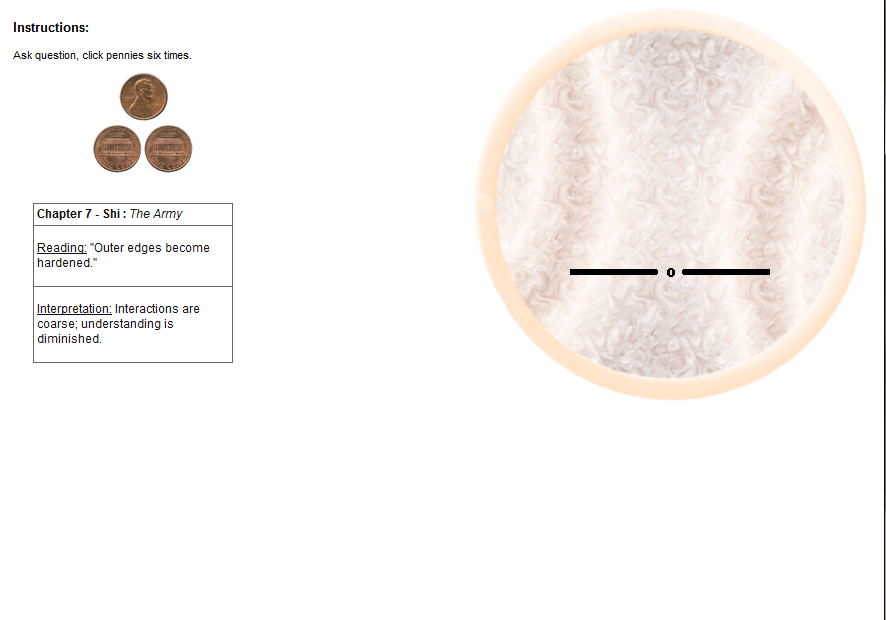 Instructions:
Ask question, click pennies six times.
Chapter 7 - Shi : The Army
Reading: "Outer edges become
hardened."
Interpretation: Interactions are
coarse; understanding is
diminished.